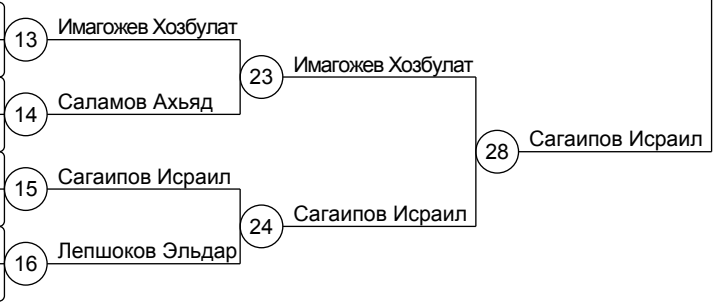 13 Имагожев Хозбулат
23 Имагожев Хозбулат
14 Саламов Ахьяд
28 Сагаипов Исраил
15 Сагаипов Исраил
24 Сагаипов Исраил
16 Лепшоков Эльдар